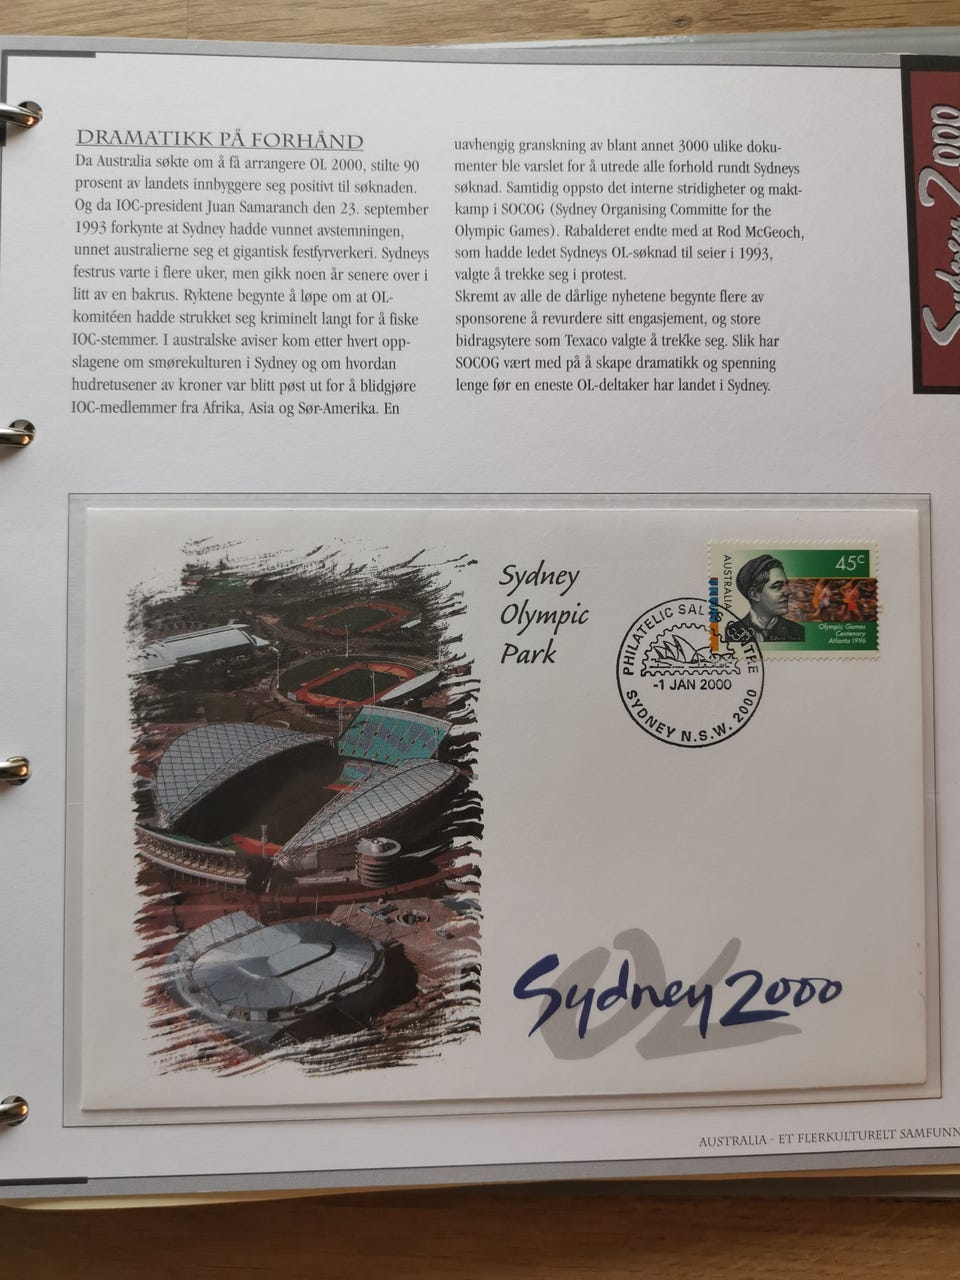 DRAMATIKK PÅ FORHÅND
Da Australia søkte om å få arrangere OL 2000, stilte 90
prosent av landets innbyggere seg positivt til søknaden.
Og da IOC-president Juan Samaranch den 23. september
1993 forkynte at Sydney hadde vunnet avstemningen,
unnet australierne seg et gigantisk festfyrverkeri. Sydneys
festrus varte i flere uker, men gikk noen år senere over i
litt av en bakrus. Ryktene begynte å løpe om at OL-
komitéen hadde strukket seg kriminelt langt for å fiske
IOC-stemmer. I australske aviser kom etter hvert opp-
slagene om smørekulturen i Sydney og om hvordan
hudretusener av kroner var blitt pøst ut for å blidgjøre
IOC-medlemmer fra Afrika, Asia og Sør-Amerika. En
uavhengig granskning av blant annet 3000 ulike doku-
menter ble varslet for å utrede alle forhold rundt Sydneys
søknad. Samtidig oppsto det interne stridigheter og makt-
kamp i SOCOG (Sydney Organising Committe for the
Olympic Games). Rabalderet endte med at Rod McGeoch,
som hadde ledet Sydneys OL-søknad til seier i 1993,
valgte å trekke seg i protest.
Skremt av alle de dårlige nyhetene begynte flere av
sponsorene å revurdere sitt engasjement, og store
bidragsytere som Texaco valgte å trekke seg. Slik har
SOCOG vært med på å skape dramatikk og spenning
lenge før en eneste OL-deltaker har landet i Sydney.
Sydney 2000
Sydney
Olympic
Park
AUSTRALIA
45c
Olympic Games
Centenary
Atlanta 1996
PHILATELIC SALES CENTRE
-1 JAN 2000
SYDNEY N.S.W. 2000
OL
Sydney 2000
AUSTRALIA - ET FLERKULTURELT SAMFUNN